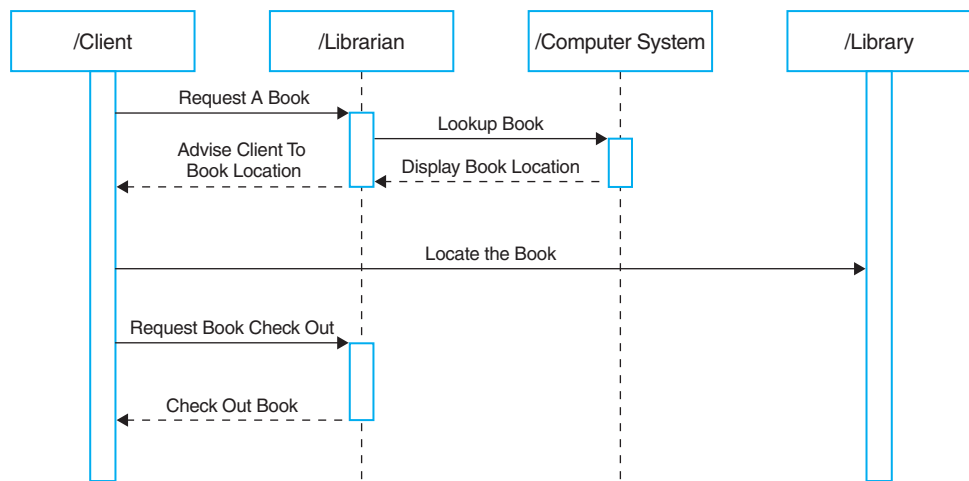 /Client
/Librarian
/Computer System
/Library
Request A Book
Lookup Book
Advise Client To
Book Location
Display Book Location
Locate the Book
Request Book Check Out
Check Out Book